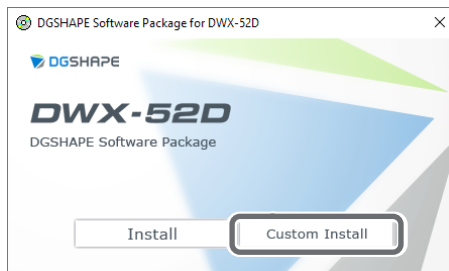 DGSHAPE Software Package for DWX-52D
DGSHAPE
DWX-52D
DGSHAPE Software Package
Install
Custom Install